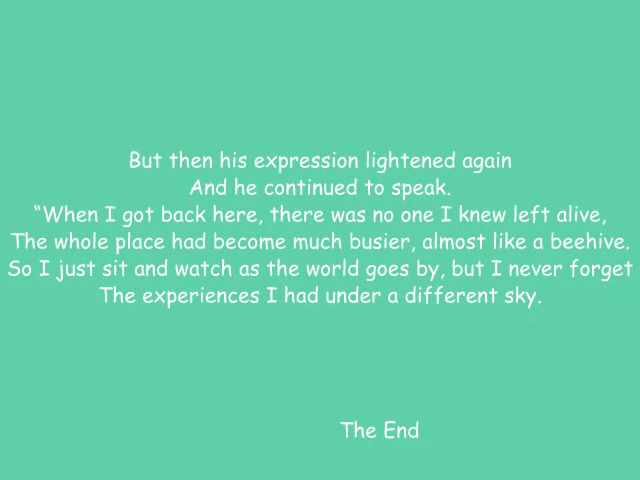 But then his expression lightened again
And he continued to speak.
“When I got back here, there was no one I knew left alive,
The whole place had become much busier, almost like a beehive.
So I just sit and watch as the world goes by, but I never forget
The experiences I had under a different sky.
The End